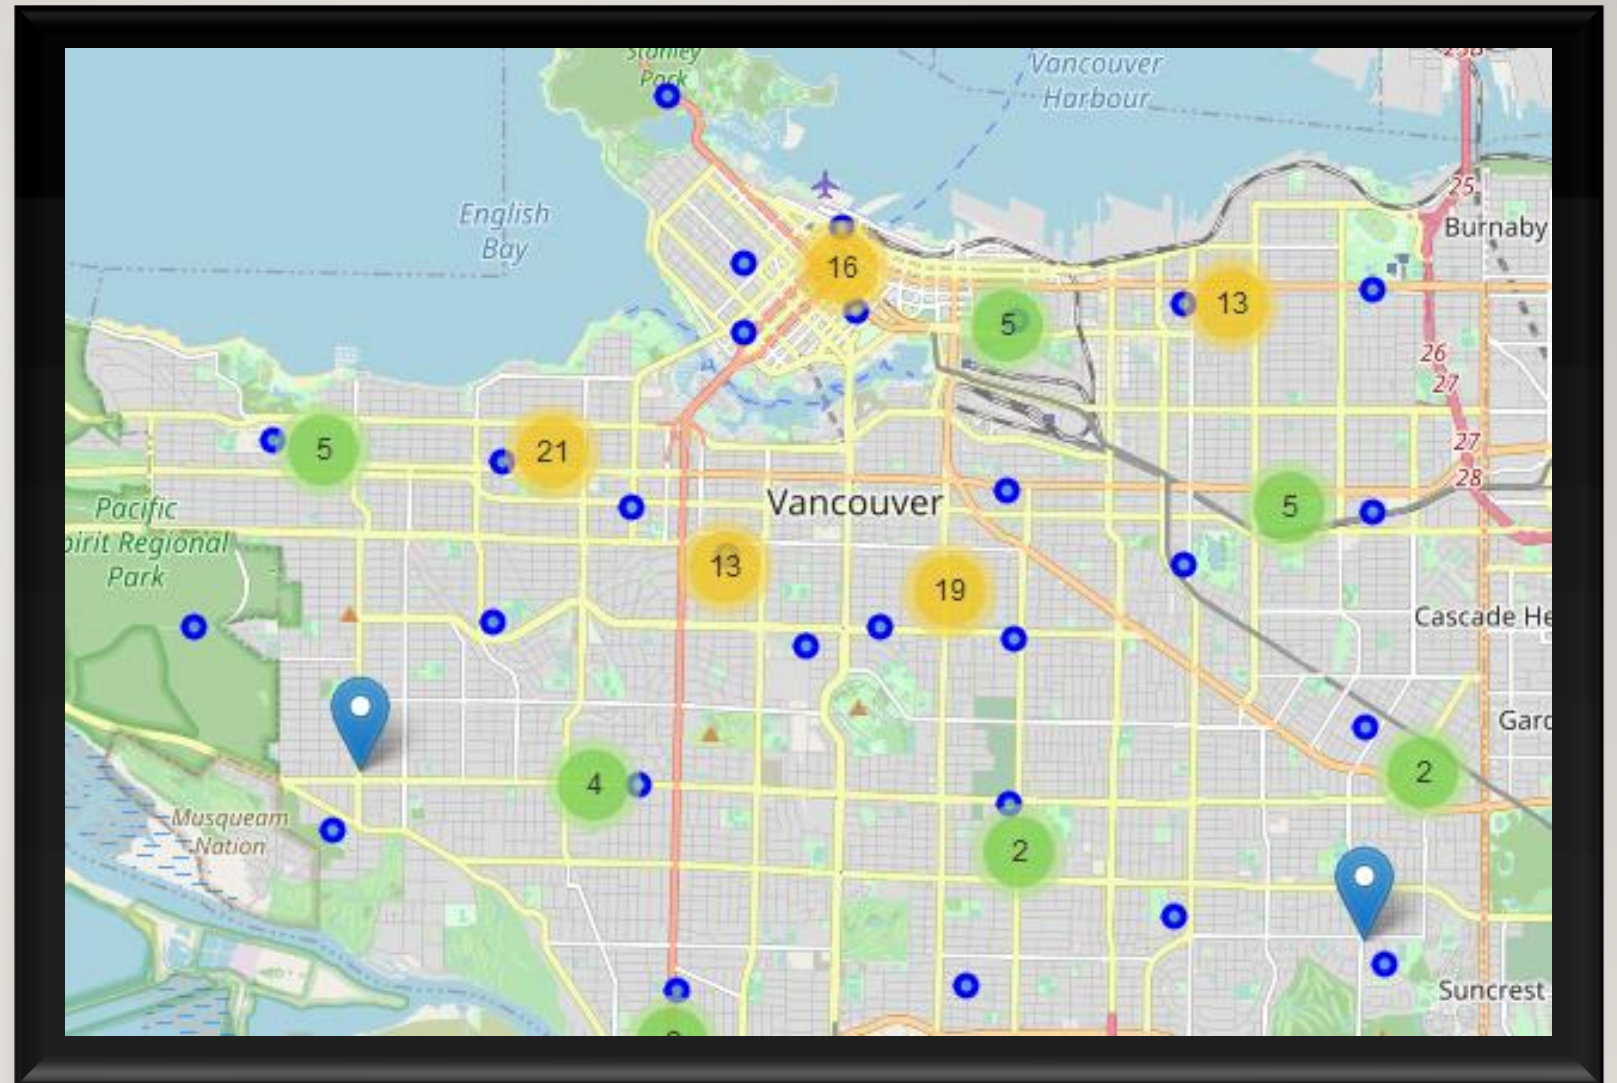 Stanley
Park
Vancouver
Harbour
25
Burnaby
English
Bay
16
5
13
26
27
5
21
27
28
Vancouver
5
Pacific
pirit Regional
Park
13
19
Cascade He
Gard
4
2
Musqueam
Nation
2
Suncrest